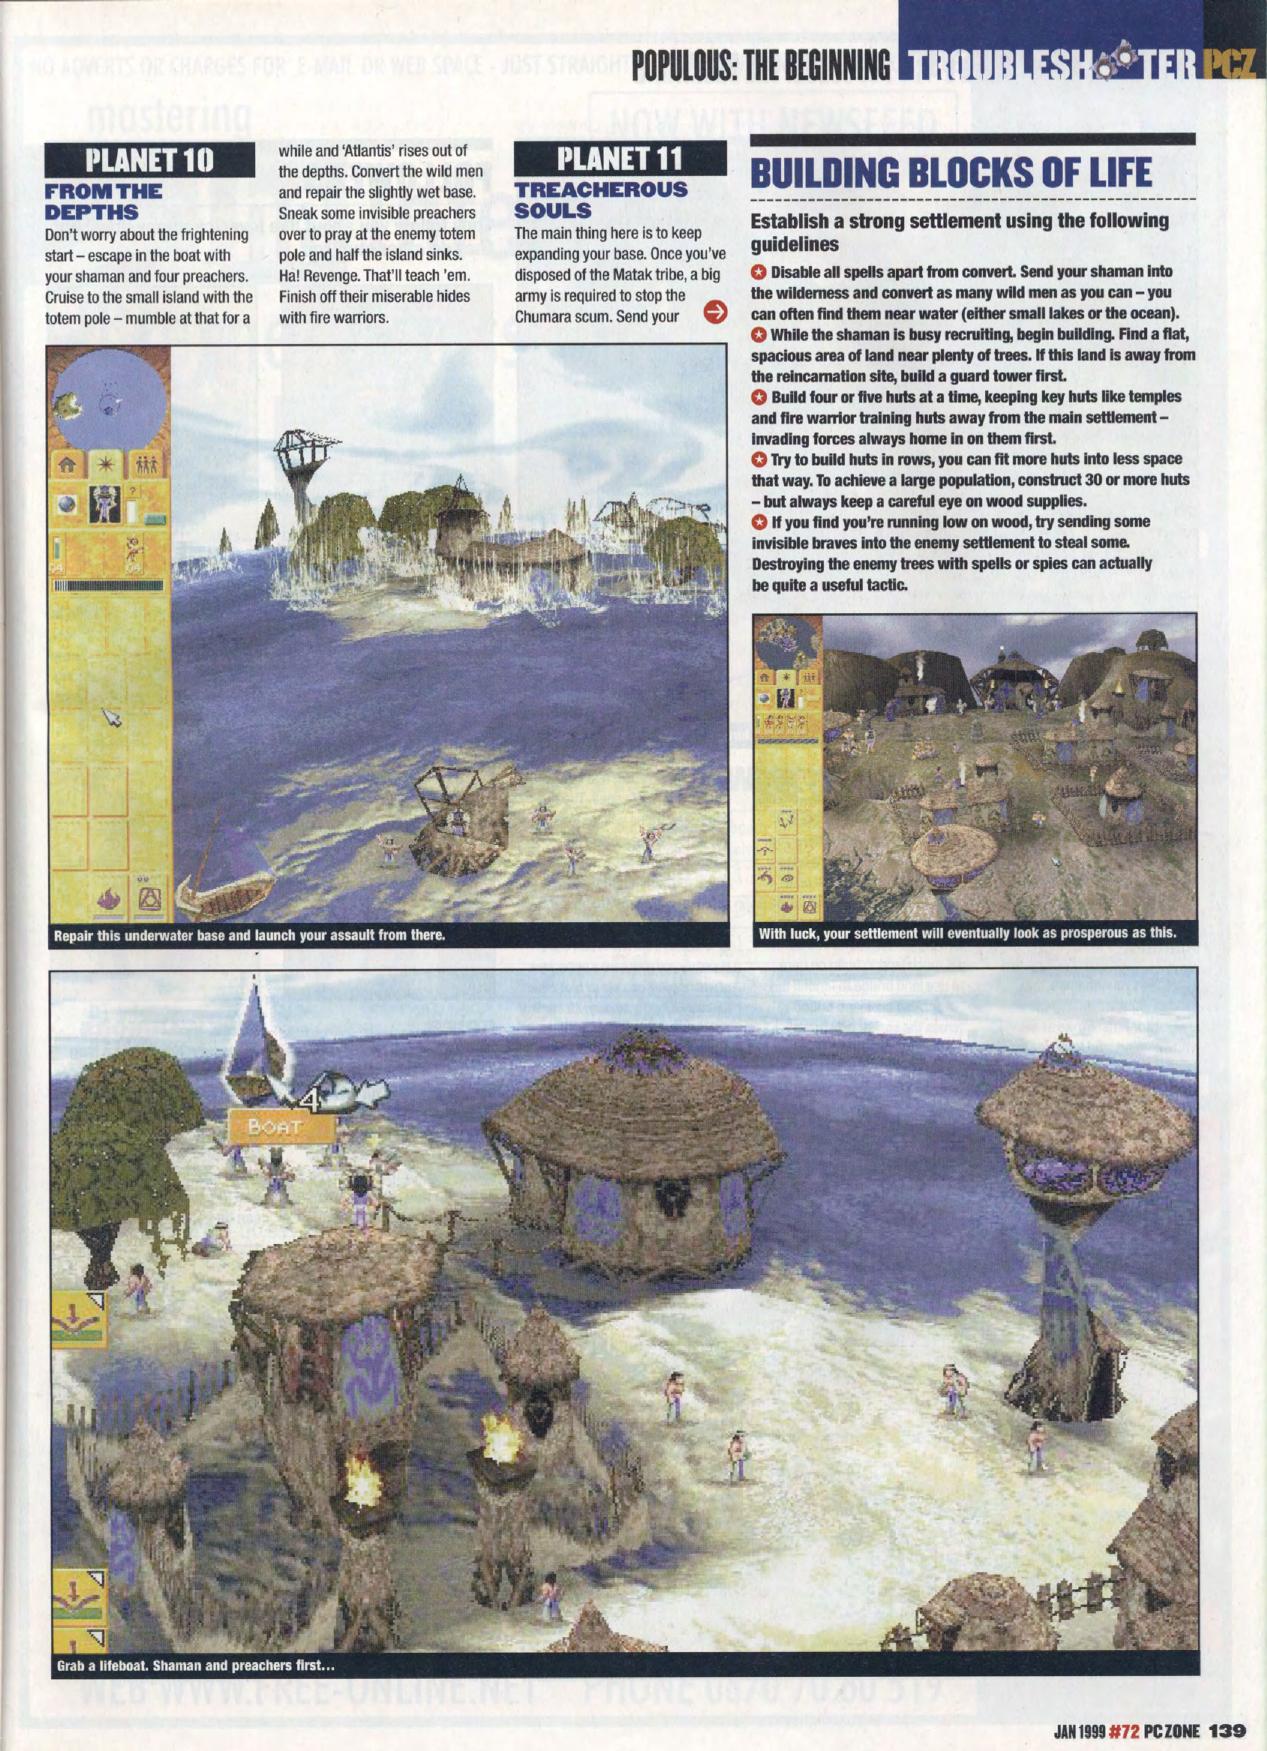 POPULOUS: THE BEGINNING TROUBLESHOOTER PCZ
PLANET 10
FROM THE
DEPTHS
Don't worry about the frightening
start – escape in the boat with
your shaman and four preachers.
Cruise to the small island with the
totem pole – mumble at that for a
while and 'Atlantis' rises out of
the depths. Convert the wild men
and repair the slightly wet base.
Sneak some invisible preachers
over to pray at the enemy totem
pole and half the island sinks.
Ha! Revenge. That'll teach 'em.
Finish off their miserable hides
with fire warriors.
PLANET 11
TREACHEROUS
SOULS
The main thing here is to keep
expanding your base. Once you've
disposed of the Matak tribe, a big
army is required to stop the
Chumara scum. Send your
BUILDING BLOCKS OF LIFE
Establish a strong settlement using the following
guidelines
Disable all spells apart from convert. Send your shaman into
the wilderness and convert as many wild men as you can – you
can often find them near water (either small lakes or the ocean).
While the shaman is busy recruiting, begin building. Find a flat,
spacious area of land near plenty of trees. If this land is away from
the reincarnation site, build a guard tower first.
Build four or five huts at a time, keeping key huts like temples
and fire warrior training huts away from the main settlement –
invading forces always home in on them first.
Try to build huts in rows, you can fit more huts into less space
that way. To achieve a large population, construct 30 or more huts
– but always keep a careful eye on wood supplies.
If you find you're running low on wood, try sending some
invisible braves into the enemy settlement to steal some.
Destroying the enemy trees with spells or spies can actually
be quite a useful tactic.
Repair this underwater base and launch your assault from there.
With luck, your settlement will eventually look as prosperous as this.
4
BOAT
Grab a lifeboat. Shaman and preachers first...
JAN 1999 #72 PC ZONE 139